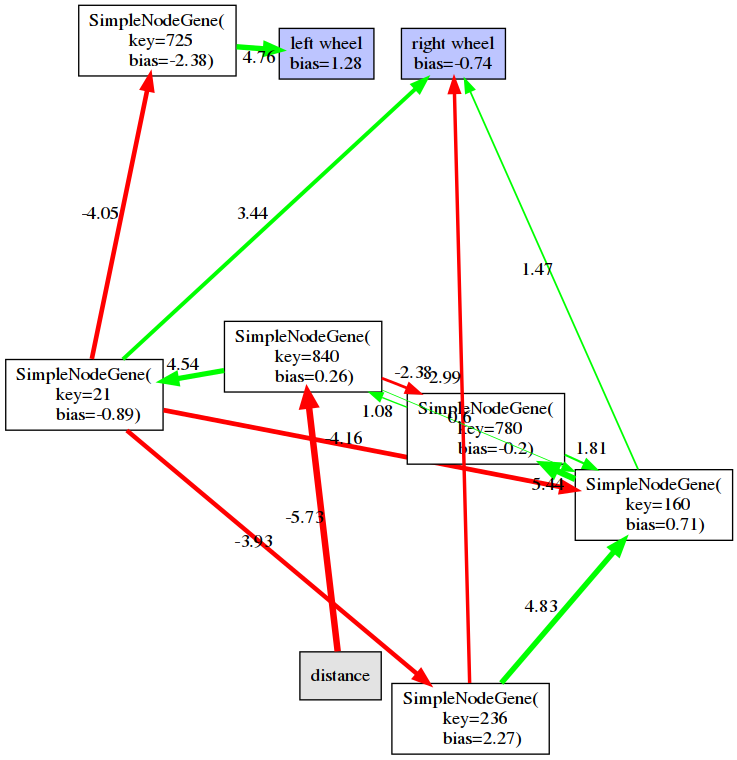 SimpleNodeGene(
key=725
bias=-2.38)
4.76
left wheel
bias=1.28
right wheel
bias=-0.74
-4.05
3.44
1.47
SimpleNodeGene(
key=21
bias=-0.89)
4.54
SimpleNodeGene(
key=840
bias=0.26)
-2.38
-2.99
SimpleNodeGene(
key=780
bias=-0.2)
1.08
0.6
-4.16
1.81
5.44
SimpleNodeGene(
key=160
bias=0.71)
-5.73
-3.93
4.83
distance
SimpleNodeGene(
key=236
bias=2.27)